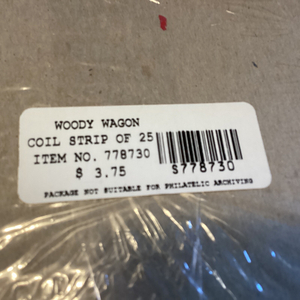 WOODY WAGON
COIL STRIP OF 25
ITEM NO. 778730
$ 3.75
S778730
PACKAGE NOT SUITABLE FOR PHILATELIC ARCHIVING